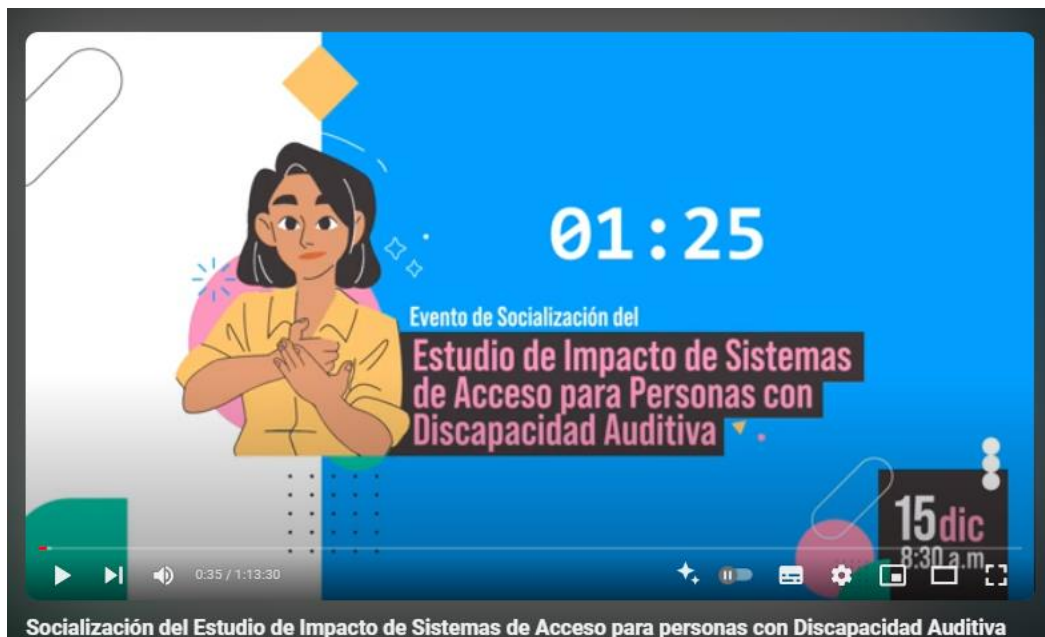 01:25
Evento de Socialización del
Estudio de Impacto de Sistemas
de Acceso para Personas con
Discapacidad Auditiva
15dic
8:30 a.m
0:35 / 1:13:30
Socialización del Estudio de Impacto de Sistemas de Acceso para personas con Discapacidad Auditiva